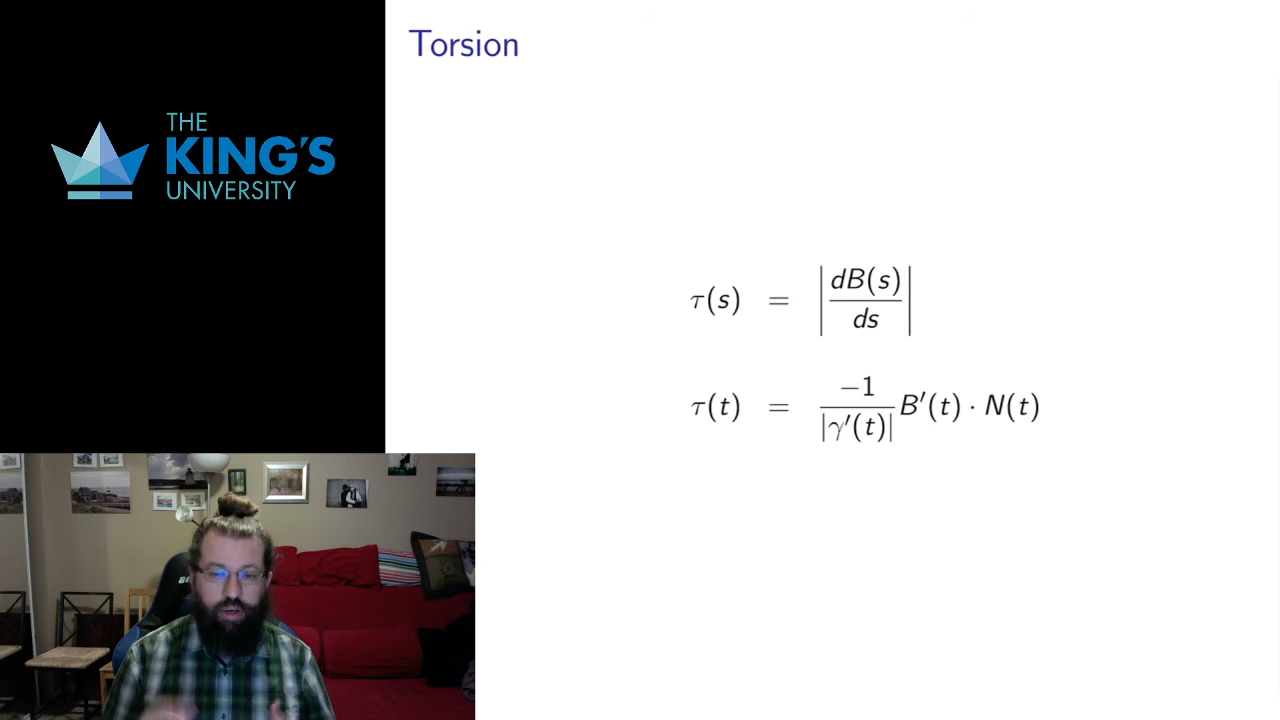 Torsion
THE
KING'S
UNIVERSITY
τ(s) = |dB(s)/ds|
τ(t) = -1/|γ′(t)| B′(t) · N(t)